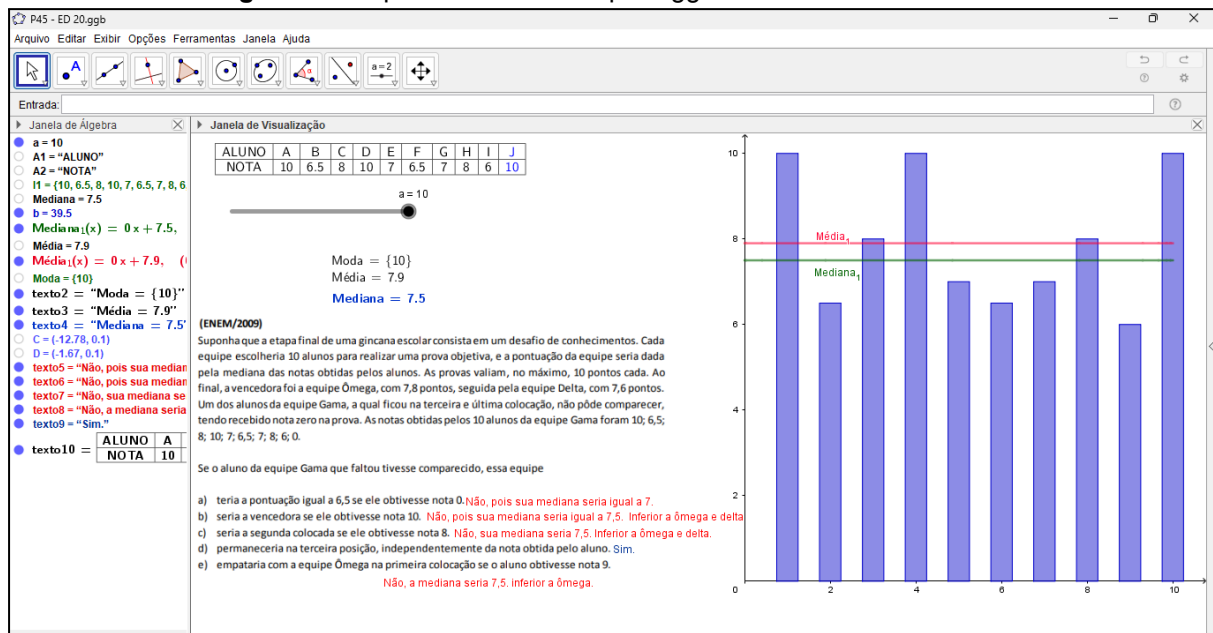 P45 - ED 20.ggb
Arquivo Editar Exibir Opções Ferramentas Janela Ajuda
A
α
a = 2
Entrada:
Janela de Álgebra
a = 10
A1 = “ALUNO”
A2 = “NOTA”
l1 = {10, 6.5, 8, 10, 7, 6.5, 7, 8, 6
Mediana = 7.5
b = 39.5
Mediana₁(x) = 0 x + 7.5,
Média = 7.9
Média₁(x) = 0 x + 7.9, (
Moda = {10}
texto2 = “Moda = {10}”
texto3 = “Média = 7.9”
texto4 = “Mediana = 7.5
C = (-12.78, 0.1)
D = (-1.67, 0.1)
texto5 = “Não, pois sua median
texto6 = “Não, pois sua median
texto7 = “Não, sua mediana se
texto8 = “Não, a mediana seria
texto9 = “Sim.”
texto10 =
ALUNO A
NOTA 10
Janela de Visualização
ALUNO A B C D E F G H I J
NOTA 10 6.5 8 10 7 6.5 7 8 6 10
a = 10
Moda = {10}
Média = 7.9
Mediana = 7.5
(ENEM/2009)
Suponha que a etapa final de uma gincana escolar consista em um desafio de conhecimentos. Cada
equipe escolheria 10 alunos para realizar uma prova objetiva, e a pontuação da equipe seria dada
pela mediana das notas obtidas pelos alunos. As provas valiam, no máximo, 10 pontos cada. Ao
final, a vencedora foi a equipe Ômega, com 7,8 pontos, seguida pela equipe Delta, com 7,6 pontos.
Um dos alunos da equipe Gama, a qual ficou na terceira e última colocação, não pôde comparecer,
tendo recebido nota zero na prova. As notas obtidas pelos 10 alunos da equipe Gama foram 10; 6,5;
8; 10; 7; 6,5; 7; 8; 6; 0.
Se o aluno da equipe Gama que faltou tivesse comparecido, essa equipe
a) teria a pontuação igual a 6,5 se ele obtivesse nota 0. Não, pois sua mediana seria igual a 7.
b) seria a vencedora se ele obtivesse nota 10. Não, pois sua mediana seria igual a 7,5. Inferior a ômega e delta
c) seria a segunda colocada se ele obtivesse nota 8. Não, sua mediana seria 7,5. Inferior a ômega e delta.
d) permaneceria na terceira posição, independentemente da nota obtida pelo aluno. Sim.
e) empataria com a equipe Ômega na primeira colocação se o aluno obtivesse nota 9.
Não, a mediana seria 7,5. inferior a ômega.
10
8
6
4
2
0
Média₁
Mediana₁
2 4 6 8 10